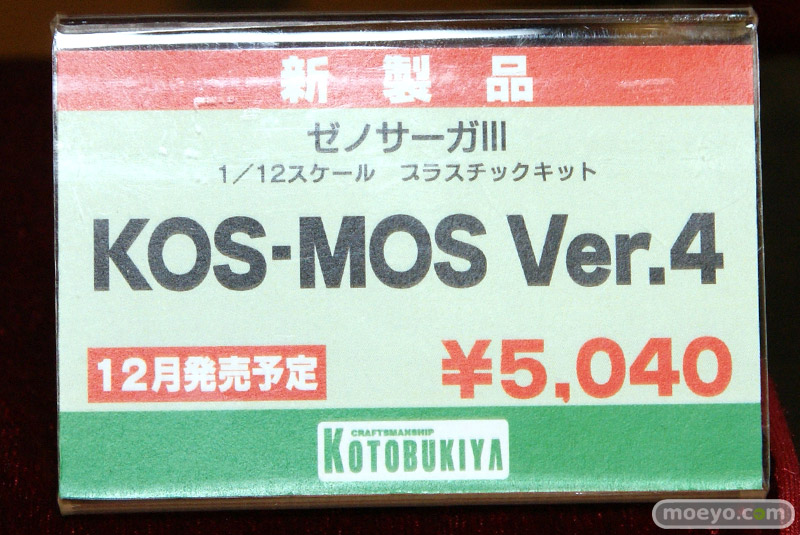 新製品
ゼノサーガIII
1／12スケール　プラスチックキット
KOS-MOS Ver.4
12月発売予定
¥5,040
CRAFTSMANSHIP
KOTOBUKIYA
moeyo.com